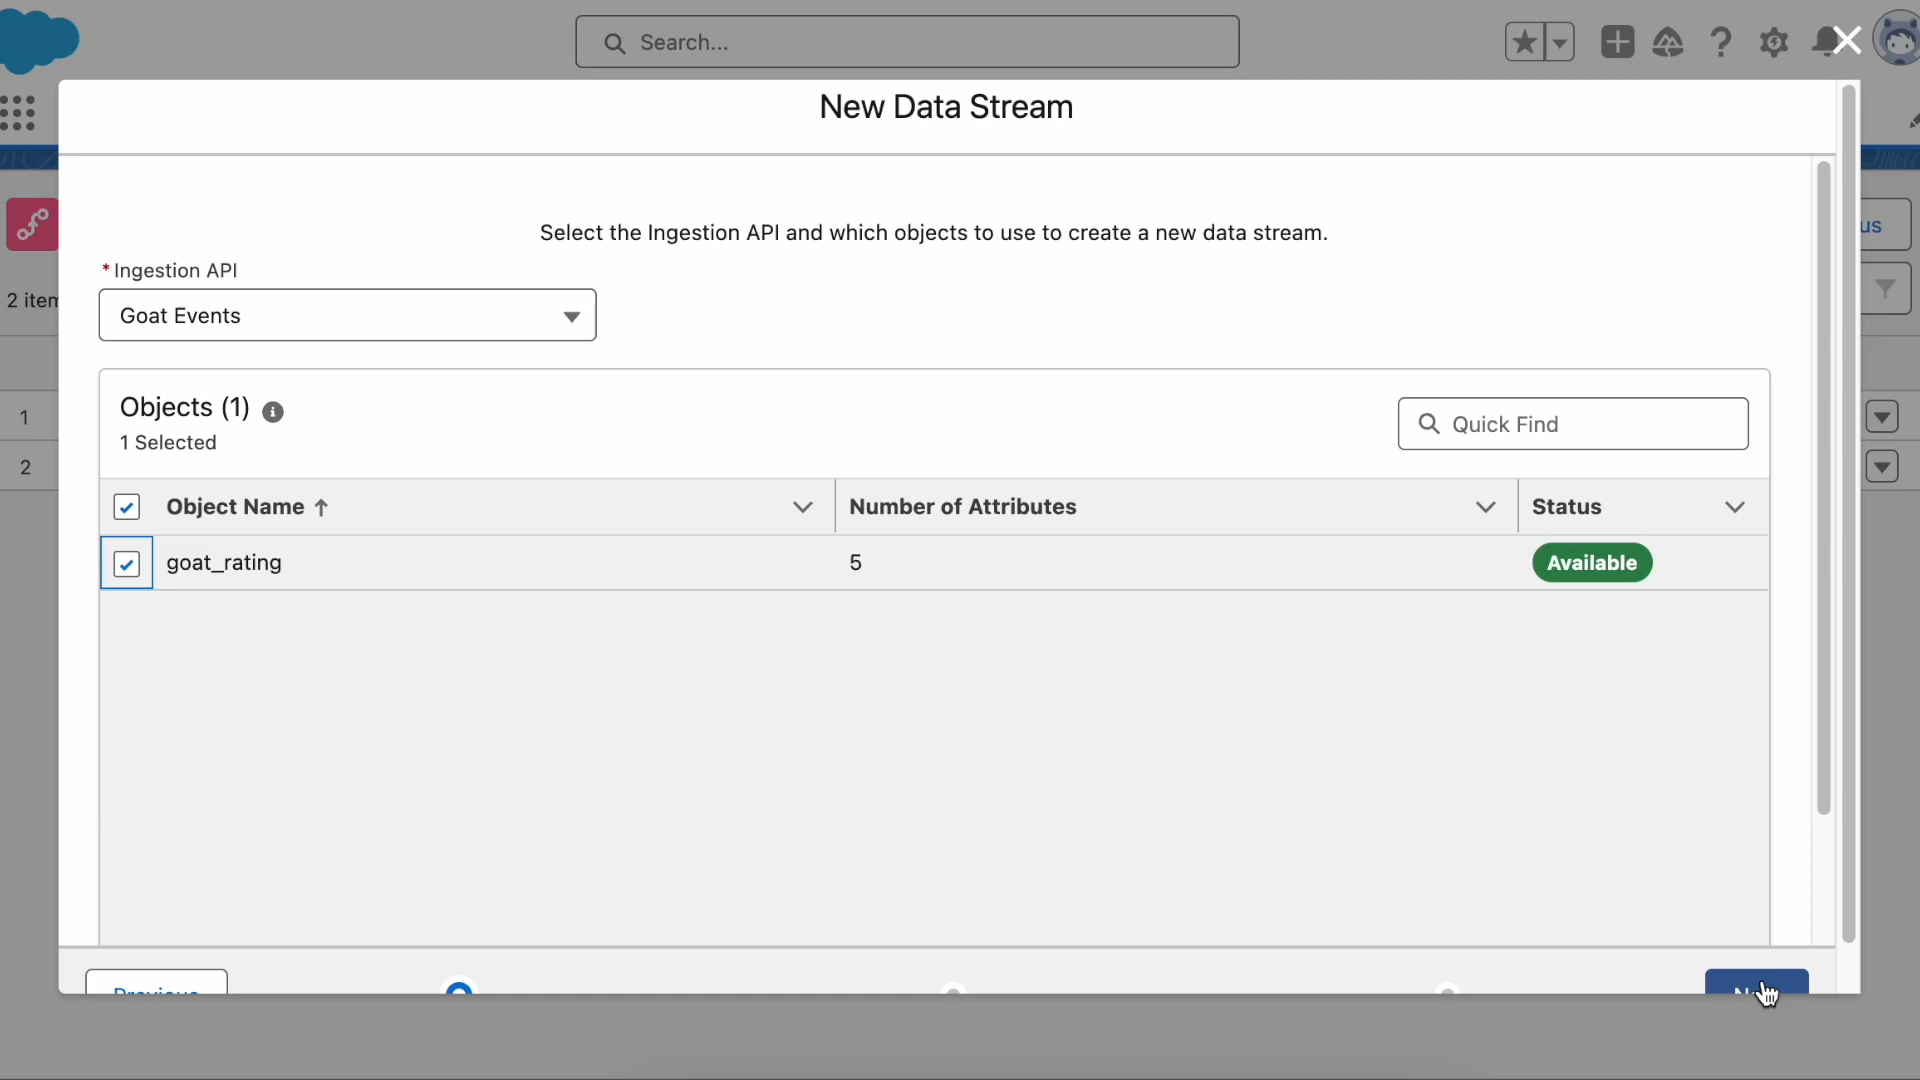 Search...
New Data Stream
us
Select the Ingestion API and which objects to use to create a new data stream.
* Ingestion API
2 item
Goat Events
Objects (1)
1 Selected
Quick Find
1
2
Object Name
Number of Attributes
Status
goat_rating
5
Available
Previous